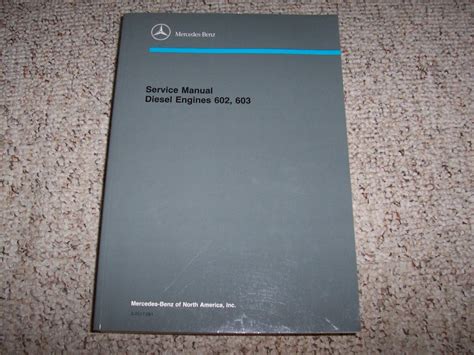 Mercedes-Benz
Service Manual
Diesel Engines 602, 603
Mercedes-Benz of North America, Inc.